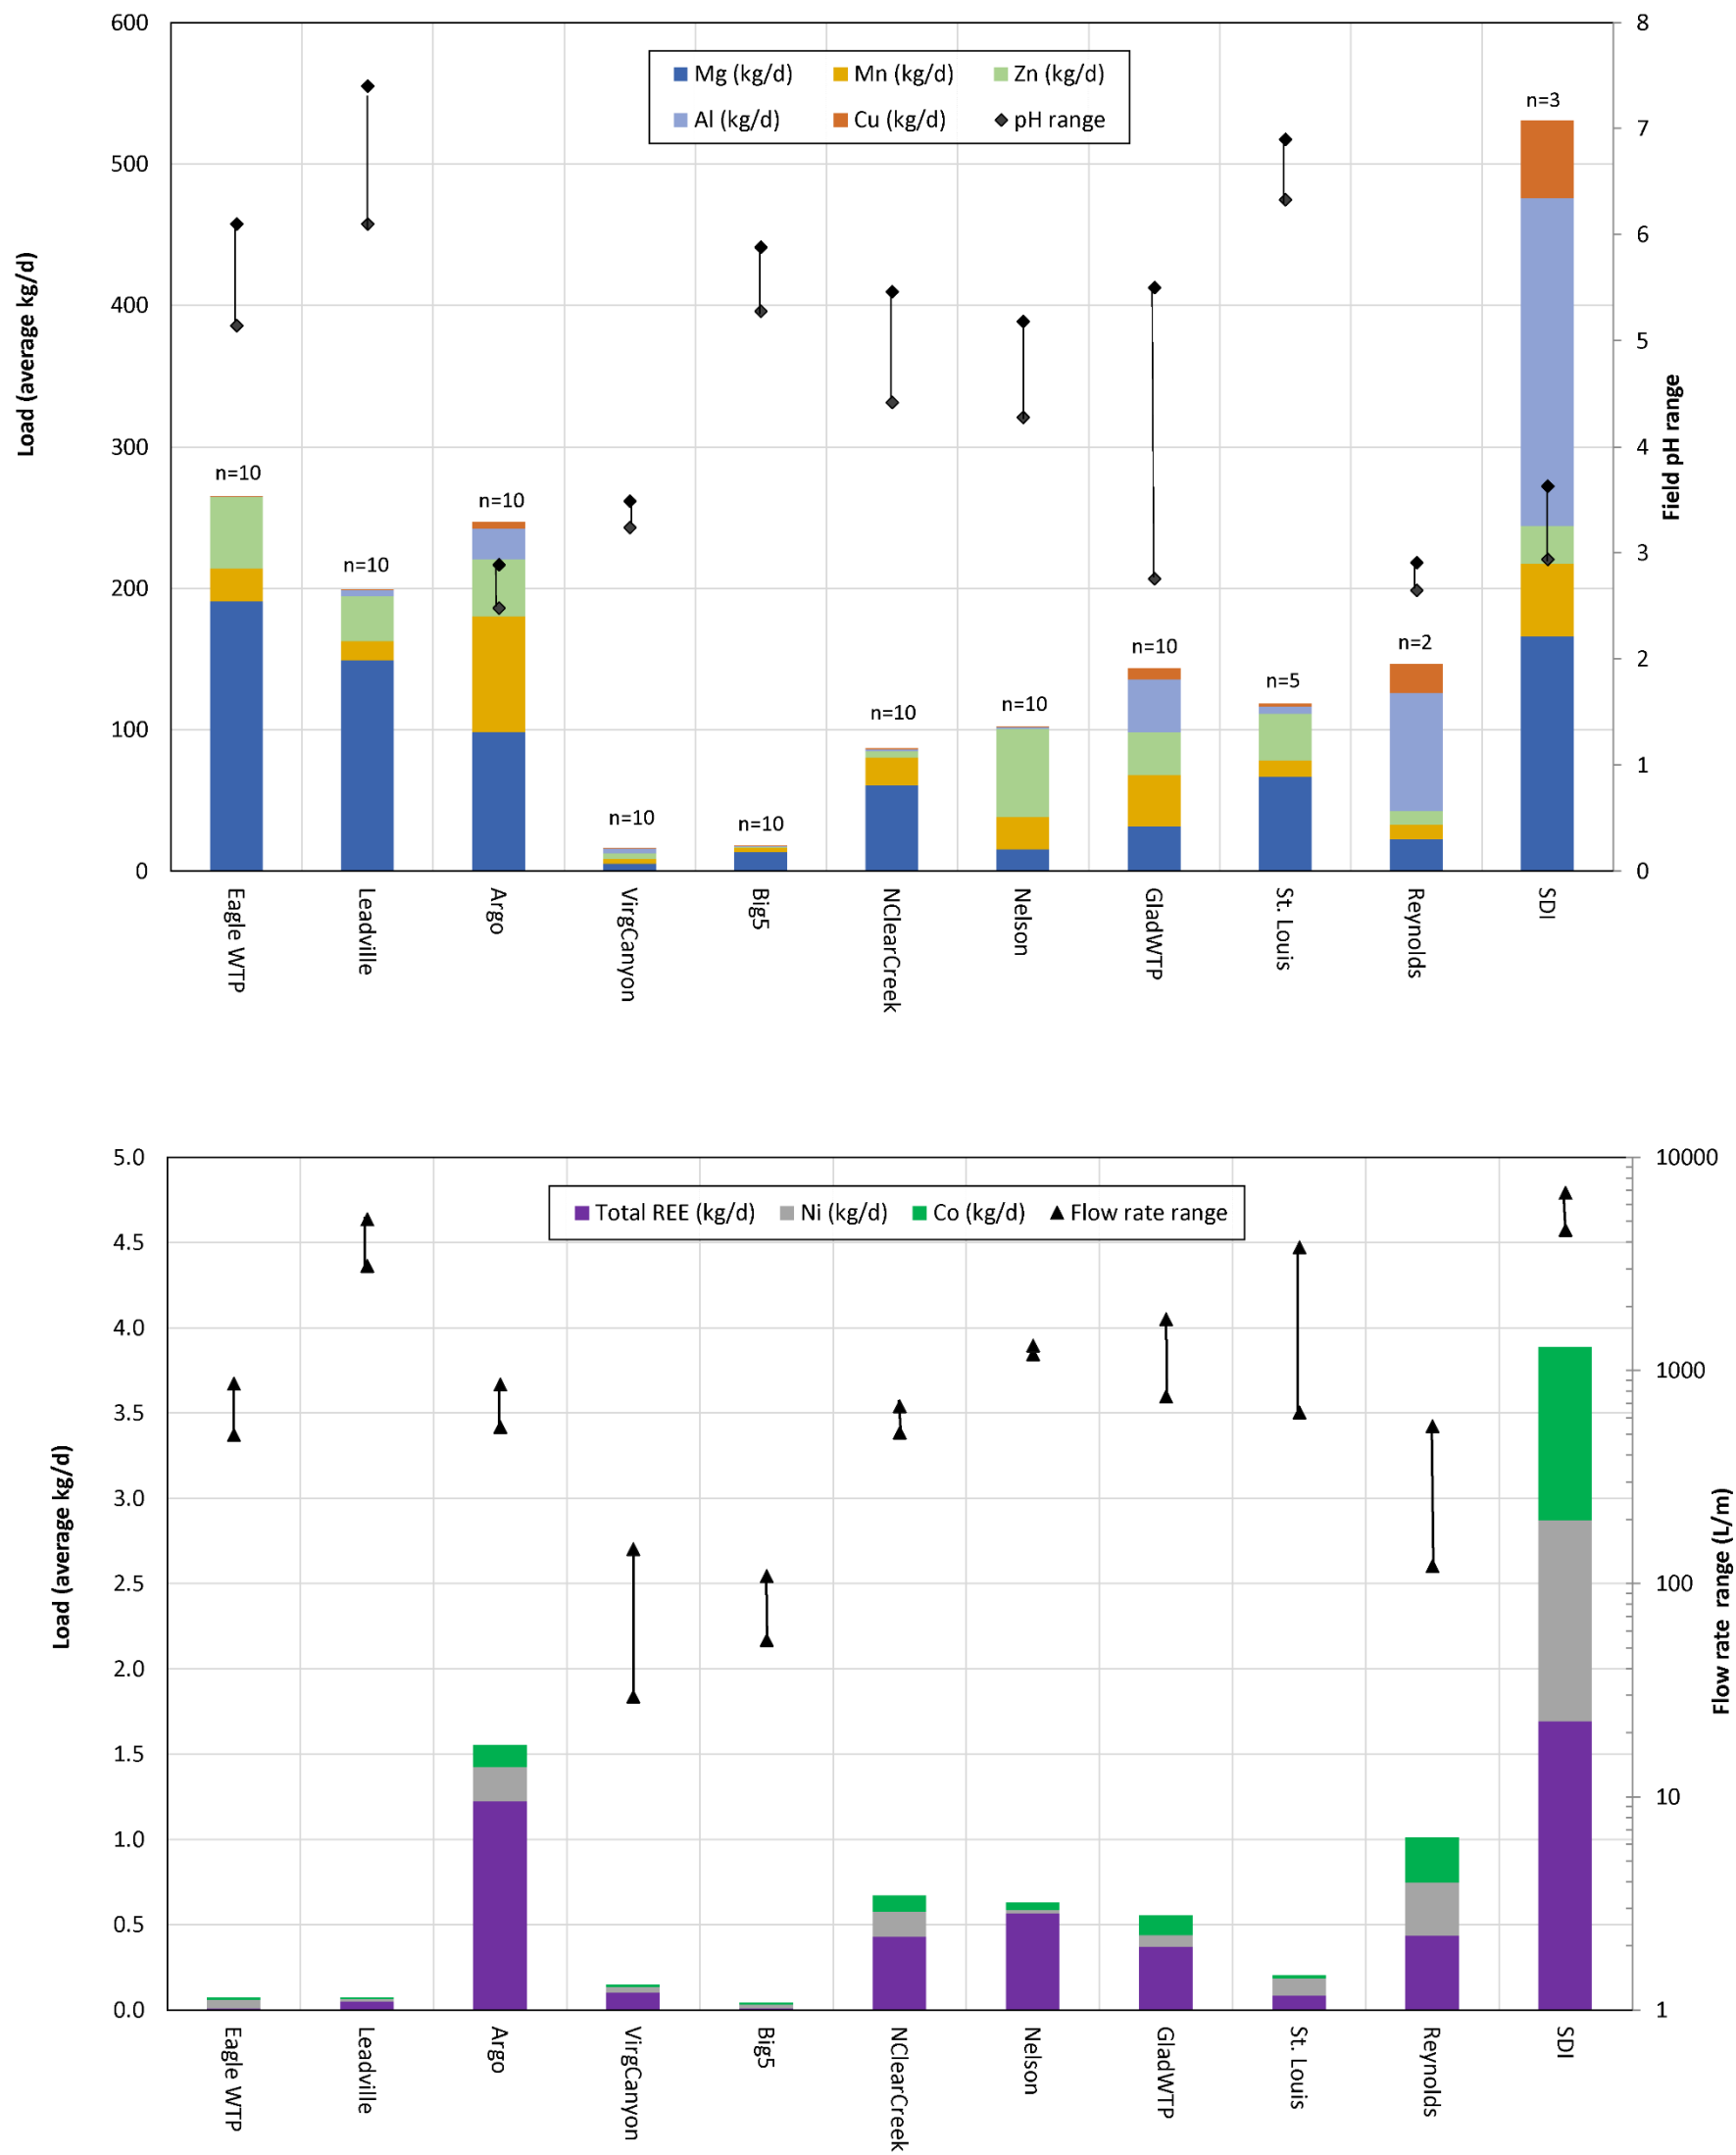 600
500
400
300
200
100
0
Load (average kg/d)
Mg (kg/d) Mn (kg/d) Zn (kg/d)
Al (kg/d) Cu (kg/d) pH range
8
7
6
5
4
3
2
1
0
Field pH range
n=10
n=10
n=10
n=10
n=10
n=10
n=10
n=10
n=5
n=2
n=3
Eagle WTP
Leadville
Argo
VirgCanyon
Big5
NClearCreek
Nelson
GladWTP
St. Louis
Reynolds
SDI
5.0
4.5
4.0
3.5
3.0
2.5
2.0
1.5
1.0
0.5
0.0
Load (average kg/d)
Total REE (kg/d) Ni (kg/d) Co (kg/d) Flow rate range
10000
1000
100
10
1
Flow rate range (L/m)
Eagle WTP
Leadville
Argo
VirgCanyon
Big5
NClearCreek
Nelson
GladWTP
St. Louis
Reynolds
SDI